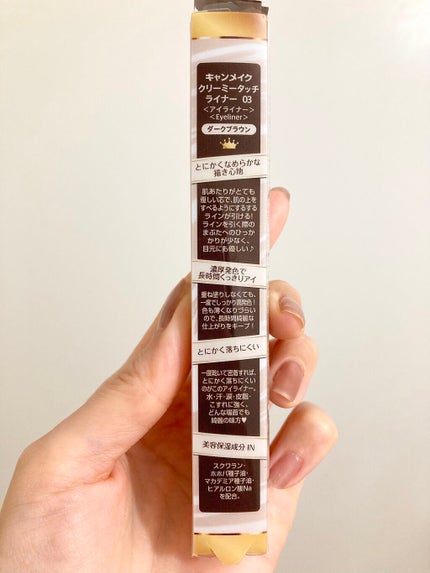 キャンメイク
クリーミータッチ
ライナー 03
＜アイライナー＞
＜Eyeliner＞
ダークブラウン
とにかくなめらかな
描き心地
肌あたりがとても
優しい芯で、肌の上を
すべるようにするする
ラインが引ける！
ラインを引く際の
まぶたへのひっか
かりが少なく、
目元にお優しい♪
濃厚発色で
長時間くっきりアイ
重ね塗りしなくても、
一度でしっかり高発色！
色も薄くなりづらい
ので、長時間綺麗な
仕上がりをキープ！
とにかく落ちにくい
一度乾いて密着すれば、
とにかく落ちにくい
のがこのアイライナー。
水・汗・涙・皮脂・
こすれに強く、
どんな場面でも
綺麗の味方♥
美容保湿成分 IN
スクワラン・
ホホバ種子油・
マカデミア種子油・
ヒアルロン酸Na
を配合。